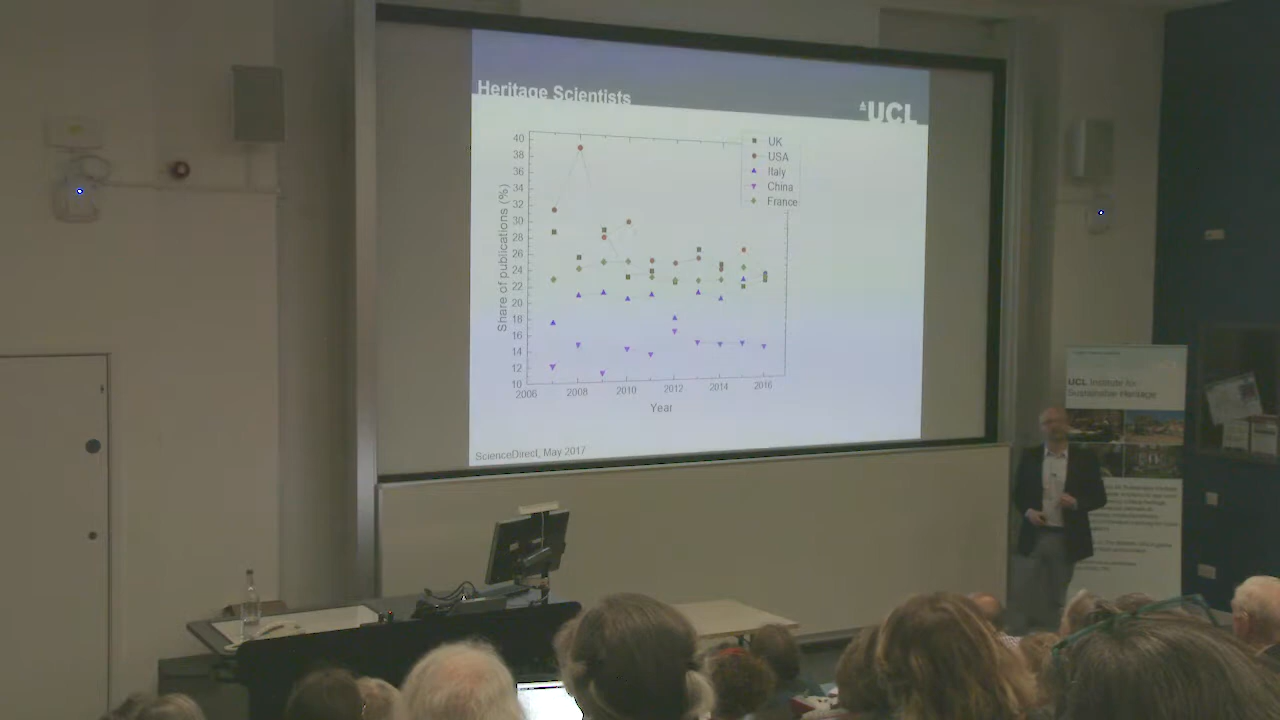 Heritage Scientists
UCL
40
38
36
34
32
30
28
26
24
22
20
18
16
14
12
10
Share of publications (%)
2006
2008
2010
2012
2014
2016
Year
UK
USA
Italy
China
France
ScienceDirect, May 2017
UCL Institute for
Sustainable Heritage